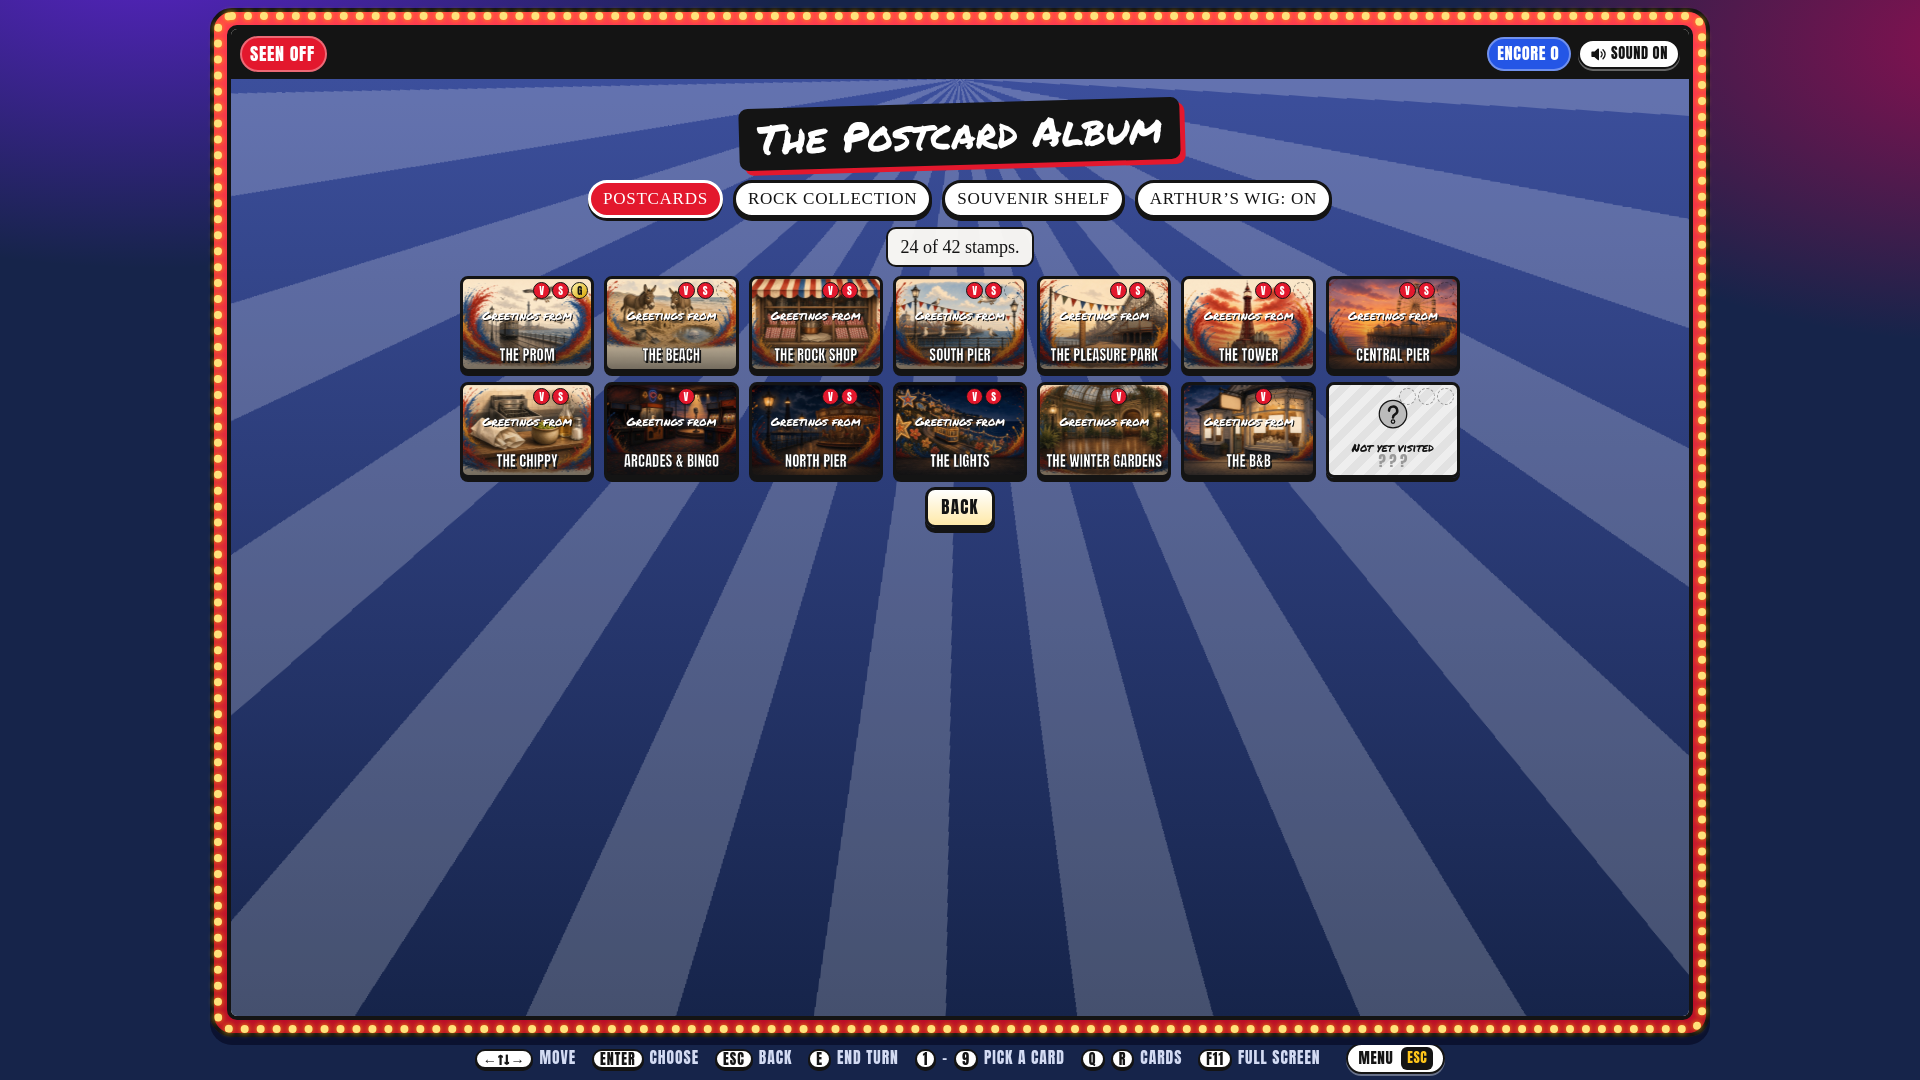 SEEN OFF
ENCORE 0
SOUND ON
The Postcard Album
POSTCARDS
ROCK COLLECTION
SOUVENIR SHELF
ARTHUR’S WIG: ON
24 of 42 stamps.
V S G
Greetings from
THE PROM
V S
Greetings from
THE BEACH
V S
Greetings from
THE ROCK SHOP
V S
Greetings from
SOUTH PIER
V S
Greetings from
THE PLEASURE PARK
V S
Greetings from
THE TOWER
V S
Greetings from
CENTRAL PIER
V S
Greetings from
THE CHIPPY
V
Greetings from
ARCADES & BINGO
V S
Greetings from
NORTH PIER
V S
Greetings from
THE LIGHTS
V
Greetings from
THE WINTER GARDENS
V
Greetings from
THE B&B
?
Not yet visited
???
BACK
←↑↓→ MOVE ENTER CHOOSE ESC BACK E END TURN 1 - 9 PICK A CARD Q R CARDS F11 FULL SCREEN MENU ESC